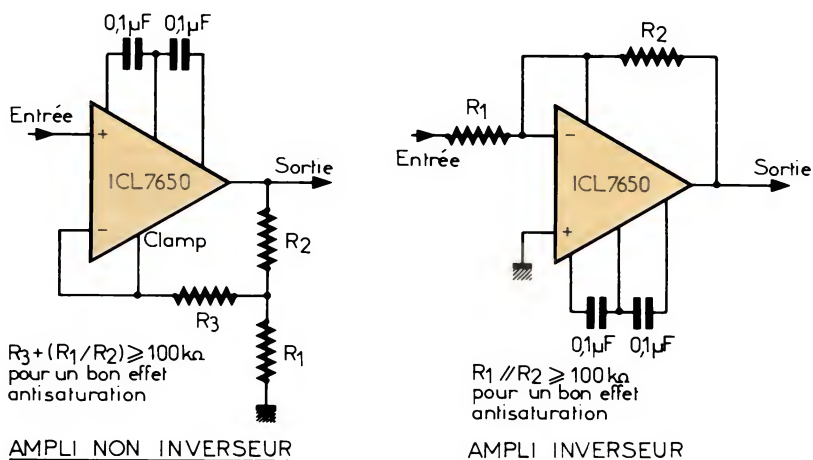 0,1µF 0,1µF
Entrée
+
ICL7650
Sortie
−
Clamp
R2
R3
R1
R3+(R1/R2) ⩾ 100kΩ
pour un bon effet
antisaturation
AMPLI NON INVERSEUR
R2
R1
Entrée
−
ICL7650
Sortie
+
0,1µF 0,1µF
R1 // R2 ⩾ 100kΩ
pour un bon effet
antisaturation
AMPLI INVERSEUR